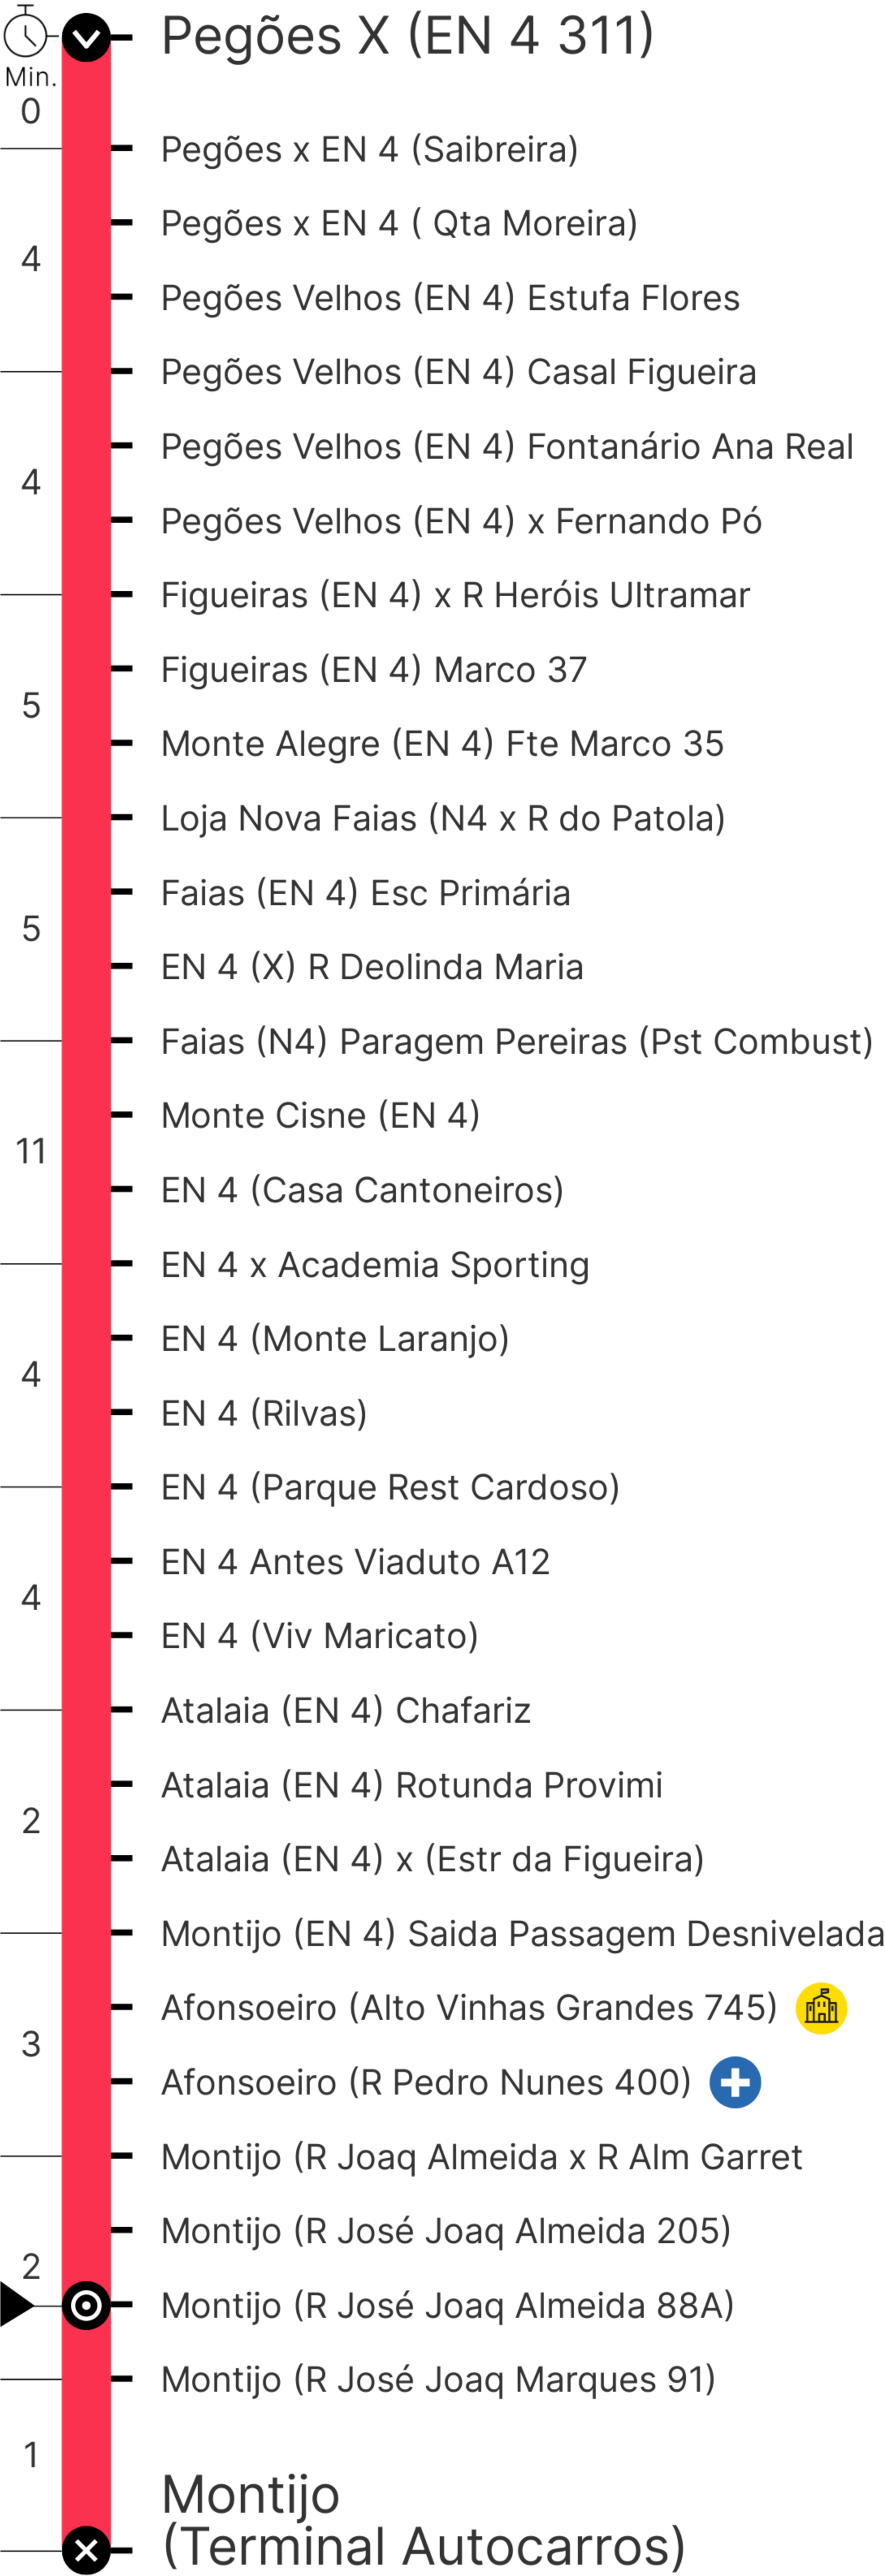 Pegões X (EN 4 311)
Min.
0
Pegões x EN 4 (Saibreira)
Pegões x EN 4 ( Qta Moreira)
4
Pegões Velhos (EN 4) Estufa Flores
Pegões Velhos (EN 4) Casal Figueira
Pegões Velhos (EN 4) Fontanário Ana Real
4
Pegões Velhos (EN 4) x Fernando Pó
Figueiras (EN 4) x R Heróis Ultramar
Figueiras (EN 4) Marco 37
5
Monte Alegre (EN 4) Fte Marco 35
Loja Nova Faias (N4 x R do Patola)
Faias (EN 4) Esc Primária
5
EN 4 (X) R Deolinda Maria
Faias (N4) Paragem Pereiras (Pst Combust)
Monte Cisne (EN 4)
11
EN 4 (Casa Cantoneiros)
EN 4 x Academia Sporting
EN 4 (Monte Laranjo)
4
EN 4 (Rilvas)
EN 4 (Parque Rest Cardoso)
EN 4 Antes Viaduto A12
4
EN 4 (Viv Maricato)
Atalaia (EN 4) Chafariz
Atalaia (EN 4) Rotunda Provimi
2
Atalaia (EN 4) x (Estr da Figueira)
Montijo (EN 4) Saida Passagem Desnivelada
Afonsoeiro (Alto Vinhas Grandes 745)
3
Afonsoeiro (R Pedro Nunes 400)
Montijo (R Joaq Almeida x R Alm Garret
Montijo (R José Joaq Almeida 205)
2
Montijo (R José Joaq Almeida 88A)
Montijo (R José Joaq Marques 91)
1
Montijo
(Terminal Autocarros)